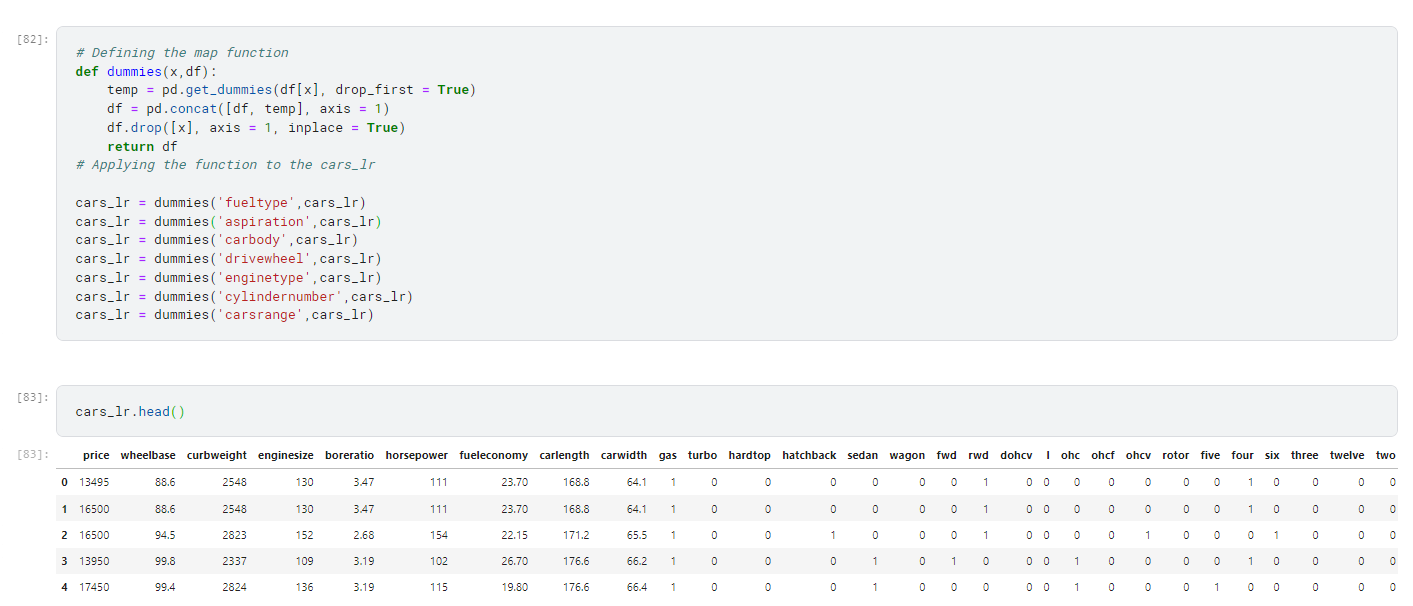 [82]:
# Defining the map function
def dummies(x,df):
    temp = pd.get_dummies(df[x], drop_first = True)
    df = pd.concat([df, temp], axis = 1)
    df.drop([x], axis = 1, inplace = True)
    return df
# Applying the function to the cars_lr
cars_lr = dummies('fueltype',cars_lr)
cars_lr = dummies('aspiration',cars_lr)
cars_lr = dummies('carbody',cars_lr)
cars_lr = dummies('drivewheel',cars_lr)
cars_lr = dummies('enginetype',cars_lr)
cars_lr = dummies('cylindernumber',cars_lr)
cars_lr = dummies('carsrange',cars_lr)
[83]:
cars_lr.head()
[83]:
price wheelbase curbweight enginesize boreratio horsepower fueleconomy carlength carwidth gas turbo hardtop hatchback sedan wagon fwd rwd dohcv l ohc ohcf ohcv rotor five four six three twelve two
0 13495 88.6 2548 130 3.47 111 23.70 168.8 64.1 1 0 0 0 0 0 0 1 0 0 0 0 0 0 0 1 0 0 0 0
1 16500 88.6 2548 130 3.47 111 23.70 168.8 64.1 1 0 0 0 0 0 0 1 0 0 0 0 0 0 0 1 0 0 0 0
2 16500 94.5 2823 152 2.68 154 22.15 171.2 65.5 1 0 0 1 0 0 0 1 0 0 0 0 1 0 0 0 1 0 0 0
3 13950 99.8 2337 109 3.19 102 26.70 176.6 66.2 1 0 0 0 1 0 1 0 0 0 1 0 0 0 0 1 0 0 0 0
4 17450 99.4 2824 136 3.19 115 19.80 176.6 66.4 1 0 0 0 1 0 0 0 0 0 1 0 0 0 1 0 0 0 0 0